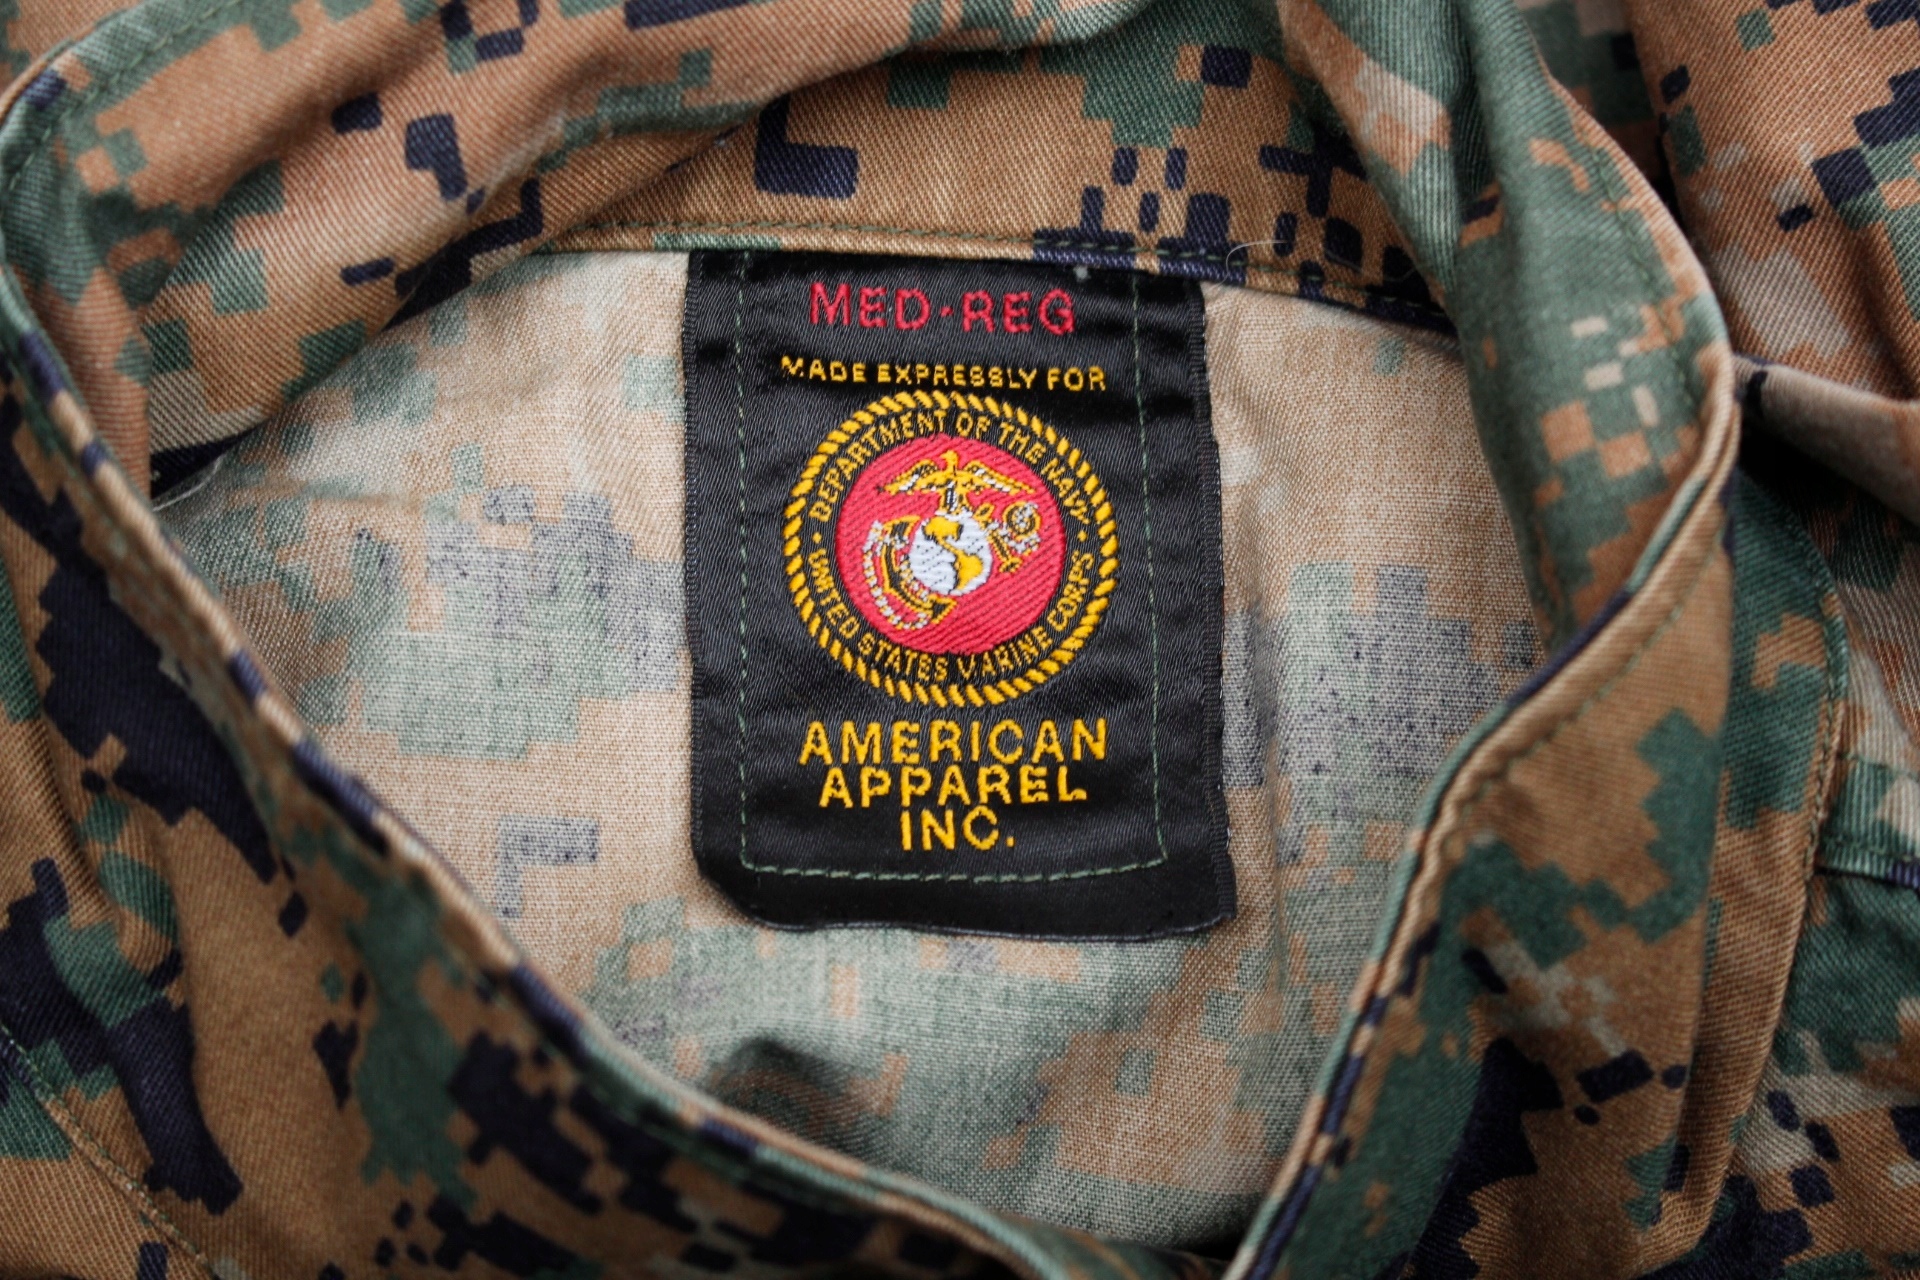 MED·REG
MADE EXPRESSLY FOR
DEPARTMENT OF THE NAVY
UNITED STATES MARINE CORPS
AMERICAN
APPAREL
INC.